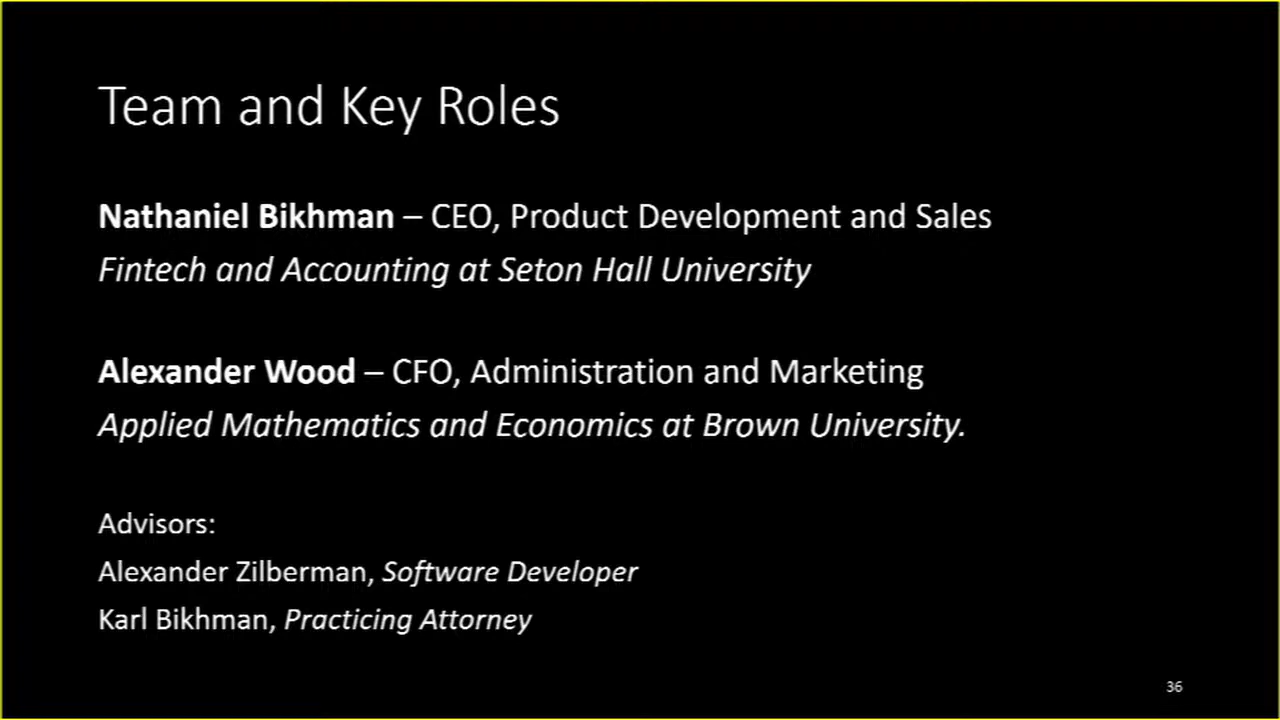 Team and Key Roles
Nathaniel Bikhman – CEO, Product Development and Sales
Fintech and Accounting at Seton Hall University
Alexander Wood – CFO, Administration and Marketing
Applied Mathematics and Economics at Brown University.
Advisors:
Alexander Zilberman, Software Developer
Karl Bikhman, Practicing Attorney
36